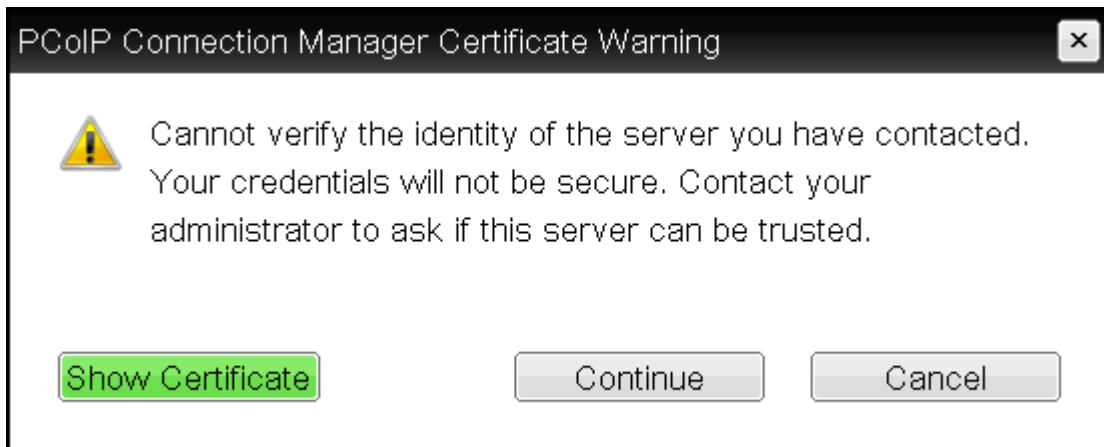 PCoIP Connection Manager Certificate Warning
Cannot verify the identity of the server you have contacted.
Your credentials will not be secure. Contact your
administrator to ask if this server can be trusted.
Show Certificate
Continue
Cancel